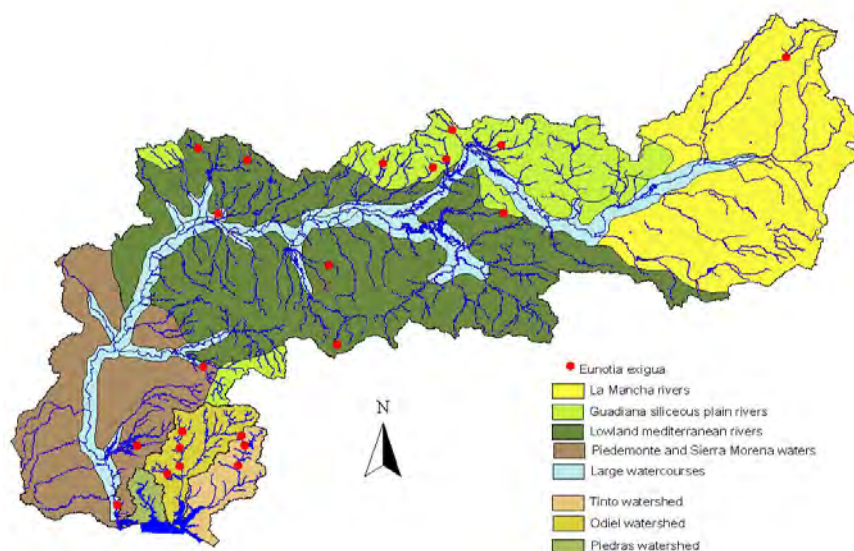 N
Eunotia exigua
La Mancha rivers
Guadiana siliceous plain rivers
Lowland mediterranean rivers
Piedemonte and Sierra Morena waters
Large watercourses
Tinto watershed
Odiel watershed
Piedras watershed